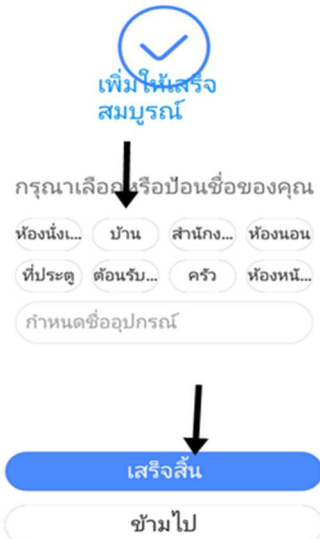 เพิ่มให้เสร็จ
สมบูรณ์
กรุณาเลือกหรือป้อนชื่อของคุณ
ห้องนั่งเ... บ้าน สำนักง... ห้องนอน
ที่ประตู ต้อนรับ... ครัว ห้องหนั...
กำหนดชื่ออุปกรณ์
เสร็จสิ้น
ข้ามไป